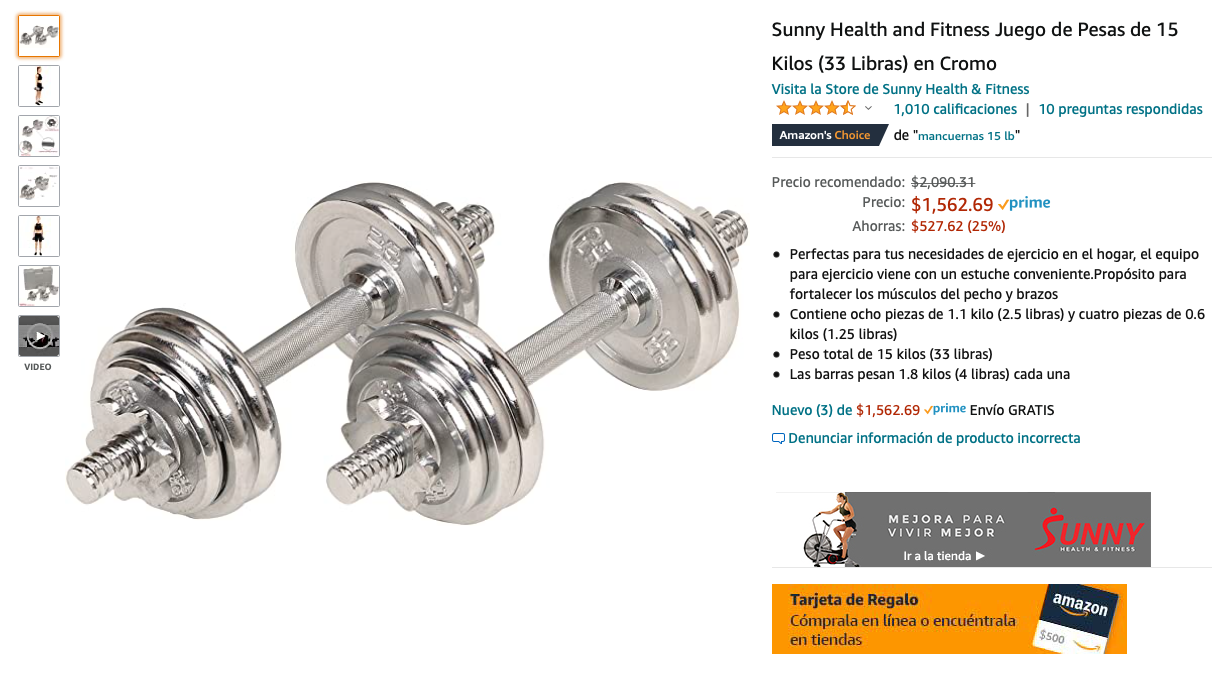 Sunny Health and Fitness Juego de Pesas de 15
Kilos (33 Libras) en Cromo
Visita la Store de Sunny Health & Fitness
1,010 calificaciones | 10 preguntas respondidas
Amazon's Choice de "mancuernas 15 lb"
Precio recomendado: $2,090.31
Precio: $1,562.69 prime
Ahorras: $527.62 (25%)
Perfectas para tus necesidades de ejercicio en el hogar, el equipo
para ejercicio viene con un estuche conveniente.Propósito para
fortalecer los músculos del pecho y brazos
Contiene ocho piezas de 1.1 kilo (2.5 libras) y cuatro piezas de 0.6
kilos (1.25 libras)
Peso total de 15 kilos (33 libras)
Las barras pesan 1.8 kilos (4 libras) cada una
Nuevo (3) de $1,562.69 prime Envío GRATIS
Denunciar información de producto incorrecta
VIDEO
MEJORA PARA
VIVIR MEJOR
Ir a la tienda
SUNNY
HEALTH & FITNESS
Tarjeta de Regalo
Cómprala en línea o encuéntrala
en tiendas
amazon
$500